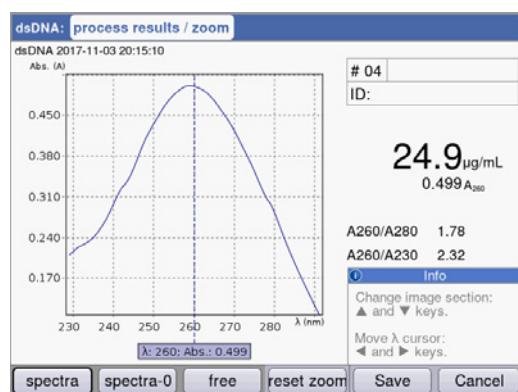 dsDNA: process results / zoom
dsDNA 2017-11-03 20:15:10
Abs. (A)
# 04
ID:
0.450
0.380
0.310
0.240
0.170
24.9 µg/mL
0.499 A260
A260/A280 1.78
A260/A230 2.32
230 240 250 260 270 280 λ (nm)
λ: 260; Abs.: 0.499
Info
Change image section:
▲ and ▼ keys.
Move λ cursor:
◀ and ▶ keys.
spectra spectra-0 free reset zoom Save Cancel